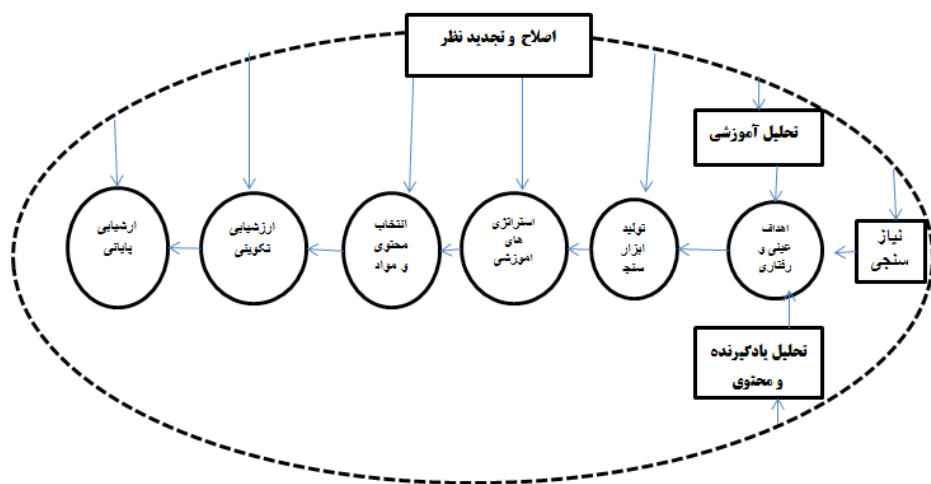 اصلاح و تجدید نظر
تحلیل آموزشی
نیاز
سنجی
اهداف
عینی و
رفتاری
تحلیل یادگیرنده
و محتوی
تولید
ابزار
سنجد
استراتژی
های
اموزشی
انتخاب
محتوی
و مواد
ارزشیابی
تکوینی
ارشیابی
پایانی